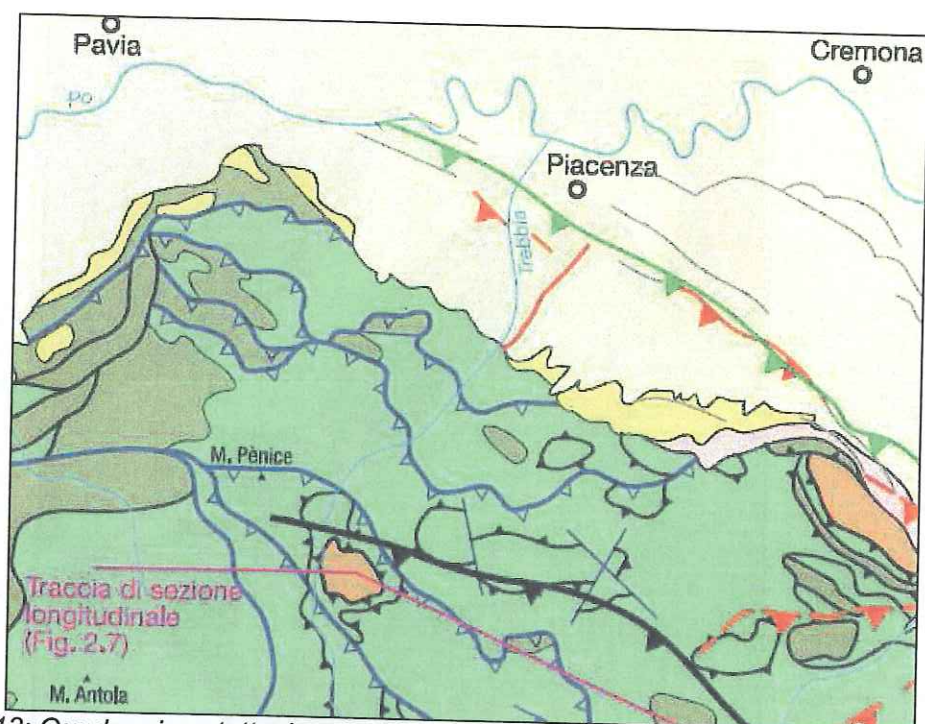 Pavia
Cremona
Po
Piacenza
Trebbia
M. Pènice
Traccia di sezione
longitudinale
(Fig. 2.7)
M. Antola